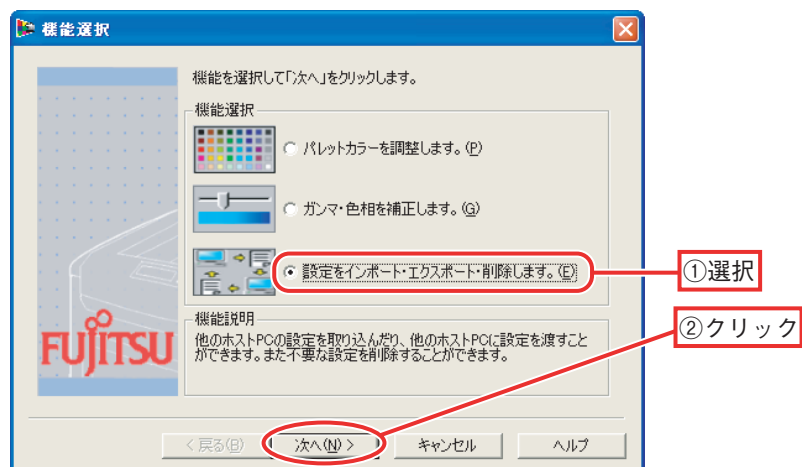 機能選択
機能を選択して「次へ」をクリックします。
機能選択
パレットカラーを調整します。(P)
ガンマ・色相を補正します。(G)
設定をインポート・エクスポート・削除します。(E)
①選択
機能説明
他のホストPCの設定を取り込んだり、他のホストPCに設定を渡すこと
ができます。また不要な設定を削除することができます。
②クリック
FUJITSU
< 戻る(B)
次へ(N) >
キャンセル
ヘルプ